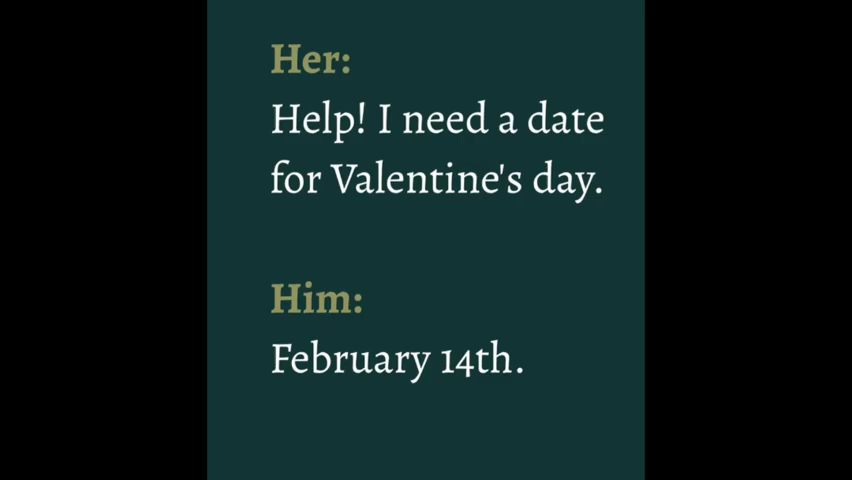 Her:
Help! I need a date
for Valentine's day.
Him:
February 14th.